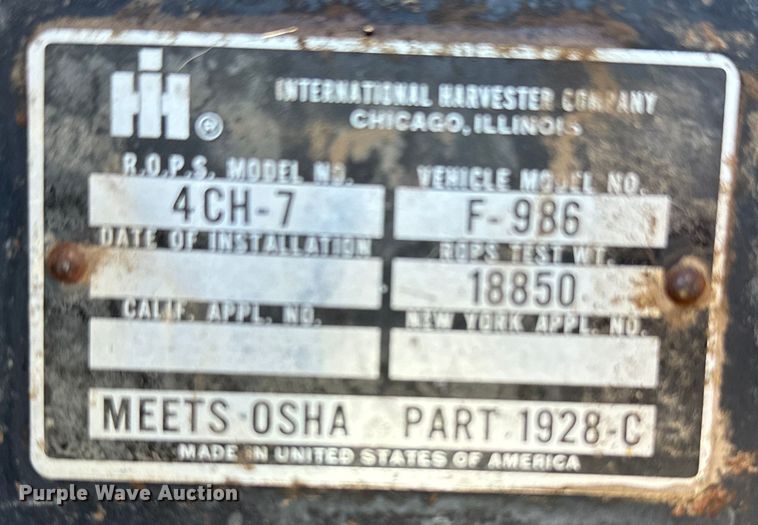 IH ®
INTERNATIONAL HARVESTER COMPANY
CHICAGO, ILLINOIS
R.O.P.S. MODEL NO. VEHICLE MODEL NO.
4CH-7 F-986
DATE OF INSTALLATION ROPS TEST WT.
18850
CALIF. APPL. NO. NEW YORK APPL. NO.
MEETS OSHA PART 1928-C
MADE IN UNITED STATES OF AMERICA
Purple Wave Auction